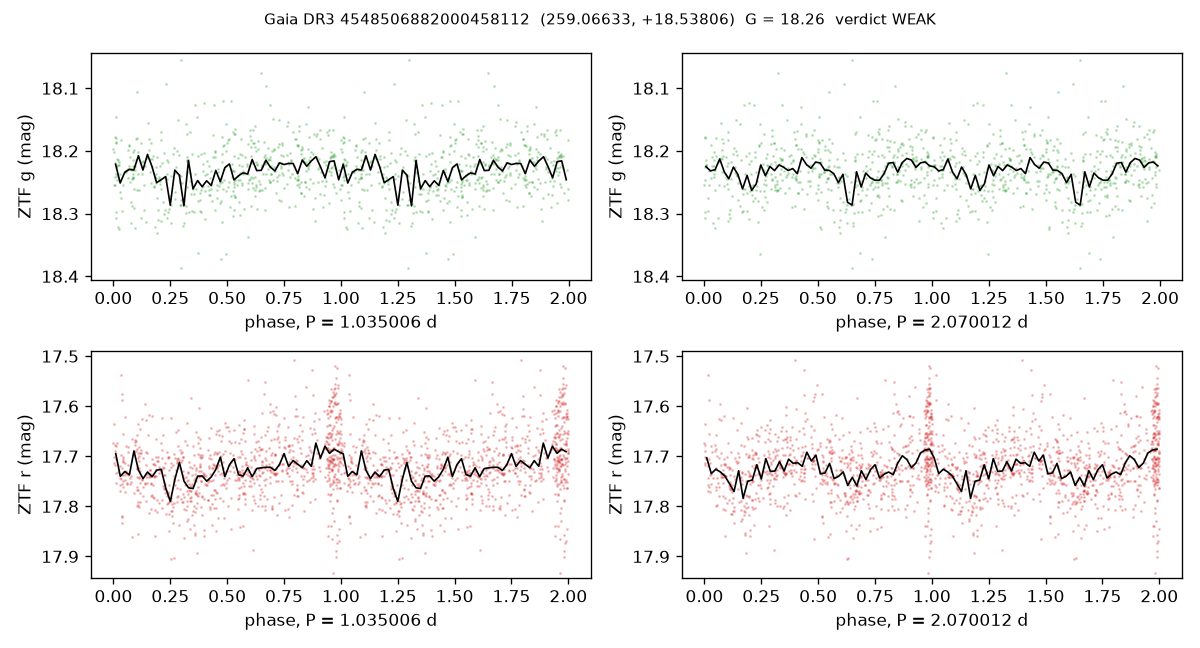 Gaia DR3 4548506882000458112 (259.06633, +18.53806) G = 18.26 verdict WEAK
ZTF g (mag)
18.1
18.2
18.3
18.4
0.00 0.25 0.50 0.75 1.00 1.25 1.50 1.75 2.00
phase, P = 1.035006 d
ZTF g (mag)
18.1
18.2
18.3
18.4
0.00 0.25 0.50 0.75 1.00 1.25 1.50 1.75 2.00
phase, P = 2.070012 d
ZTF r (mag)
17.5
17.6
17.7
17.8
17.9
0.00 0.25 0.50 0.75 1.00 1.25 1.50 1.75 2.00
phase, P = 1.035006 d
ZTF r (mag)
17.5
17.6
17.7
17.8
17.9
0.00 0.25 0.50 0.75 1.00 1.25 1.50 1.75 2.00
phase, P = 2.070012 d